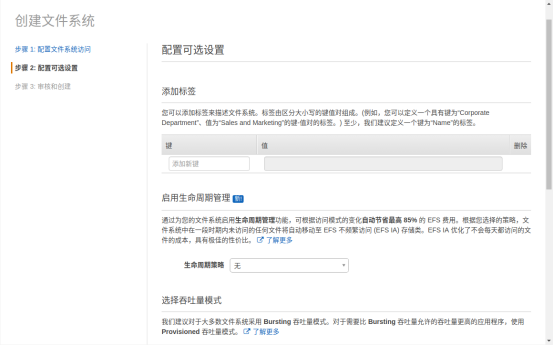 创建文件系统
步骤 1: 配置文件系统访问
步骤 2: 配置可选设置
步骤 3: 审核和创建
配置可选设置
添加标签
您可以添加标签来描述文件系统。标签由区分大小写的键值对组成。(例如，您可以定义一个具有键为“Corporate
Department”、值为“Sales and Marketing”的键-值对的标签。) 至少，我们建议定义一个键为“Name”的标签。
键 值 删除
添加新键
启用生命周期管理
通过为您的文件系统启用生命周期管理功能，可根据访问模式的变化自动节省最高 85% 的 EFS 费用。根据您选择的策略，文
件系统中在一段时期内未访问的任何文件将自动移动至 EFS 不频繁访问 (EFS IA) 存储类。EFS IA 优化了不会每天都访问的文
件的成本，具有极佳的性价比。 了解更多
生命周期策略 无
选择吞吐量模式
我们建议对于大多数文件系统采用 Bursting 吞吐量模式。对于需要比 Bursting 吞吐量允许的吞吐量更高的应用程序，使用
Provisioned 吞吐量模式。 了解更多